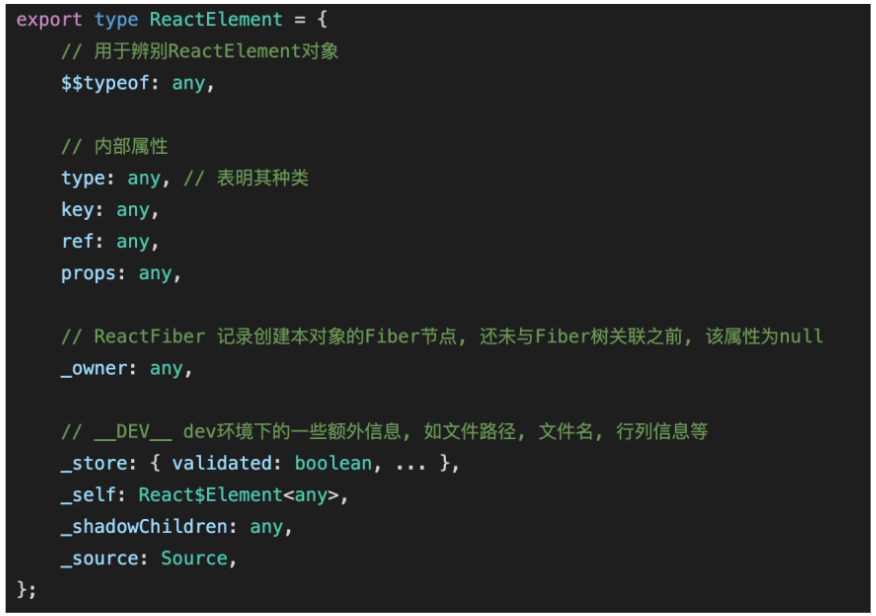 export type ReactElement = {
// 用于辨别ReactElement对象
$$typeof: any,
// 内部属性
type: any, // 表明其种类
key: any,
ref: any,
props: any,
// ReactFiber 记录创建本对象的Fiber节点, 还未与Fiber树关联之前, 该属性为null
_owner: any,
// __DEV__ dev环境下的一些额外信息, 如文件路径, 文件名, 行列信息等
_store: { validated: boolean, ... },
_self: React$Element<any>,
_shadowChildren: any,
_source: Source,
};